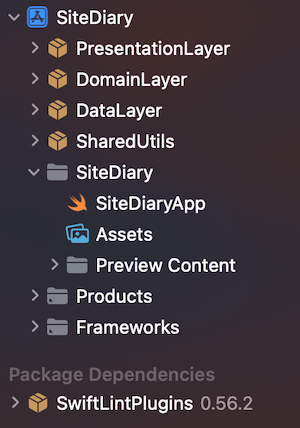 SiteDiary
PresentationLayer
DomainLayer
DataLayer
SharedUtils
SiteDiary
SiteDiaryApp
Assets
Preview Content
Products
Frameworks
Package Dependencies
SwiftLintPlugins 0.56.2